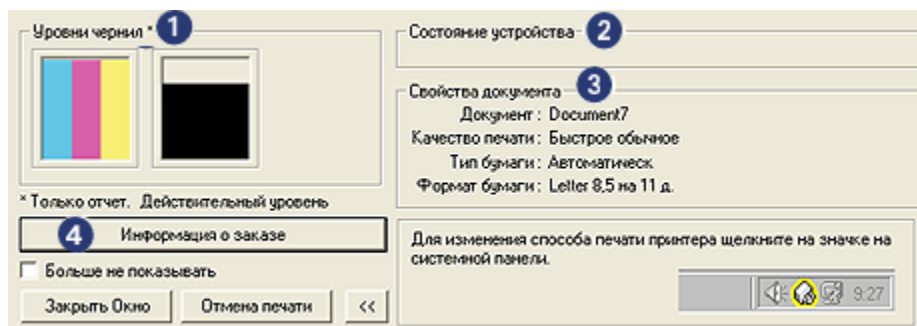 Уровни чернил * 1
* Только отчет. Действительный уровень
4 Информация о заказе
Больше не показывать
Закрыть Окно
Отмена печати
<<
Состояние устройства 2
Свойства документа 3
Документ : Document7
Качество печати : Быстрое обычное
Тип бумаги : Автоматическ
Формат бумаги : Letter 8,5 на 11 д.
Для изменения способа печати принтера щелкните на значке на
системной панели.
9:27